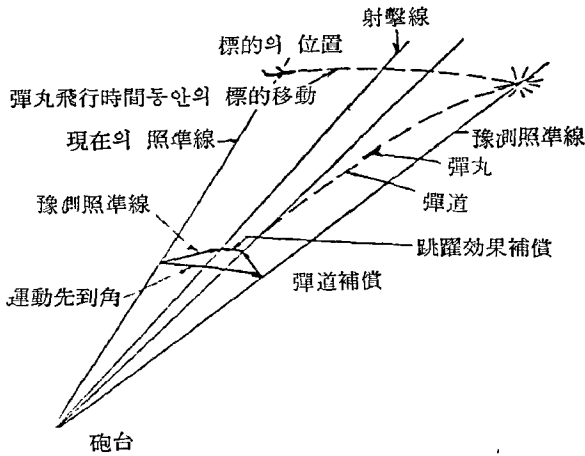 射擊線
標的의 位置
彈丸飛行時間동안의 標的移動
現在의 照準線
豫測照準線
彈丸
彈道
豫測照準線
跳躍効果補償
運動先到角
彈道補償
砲台